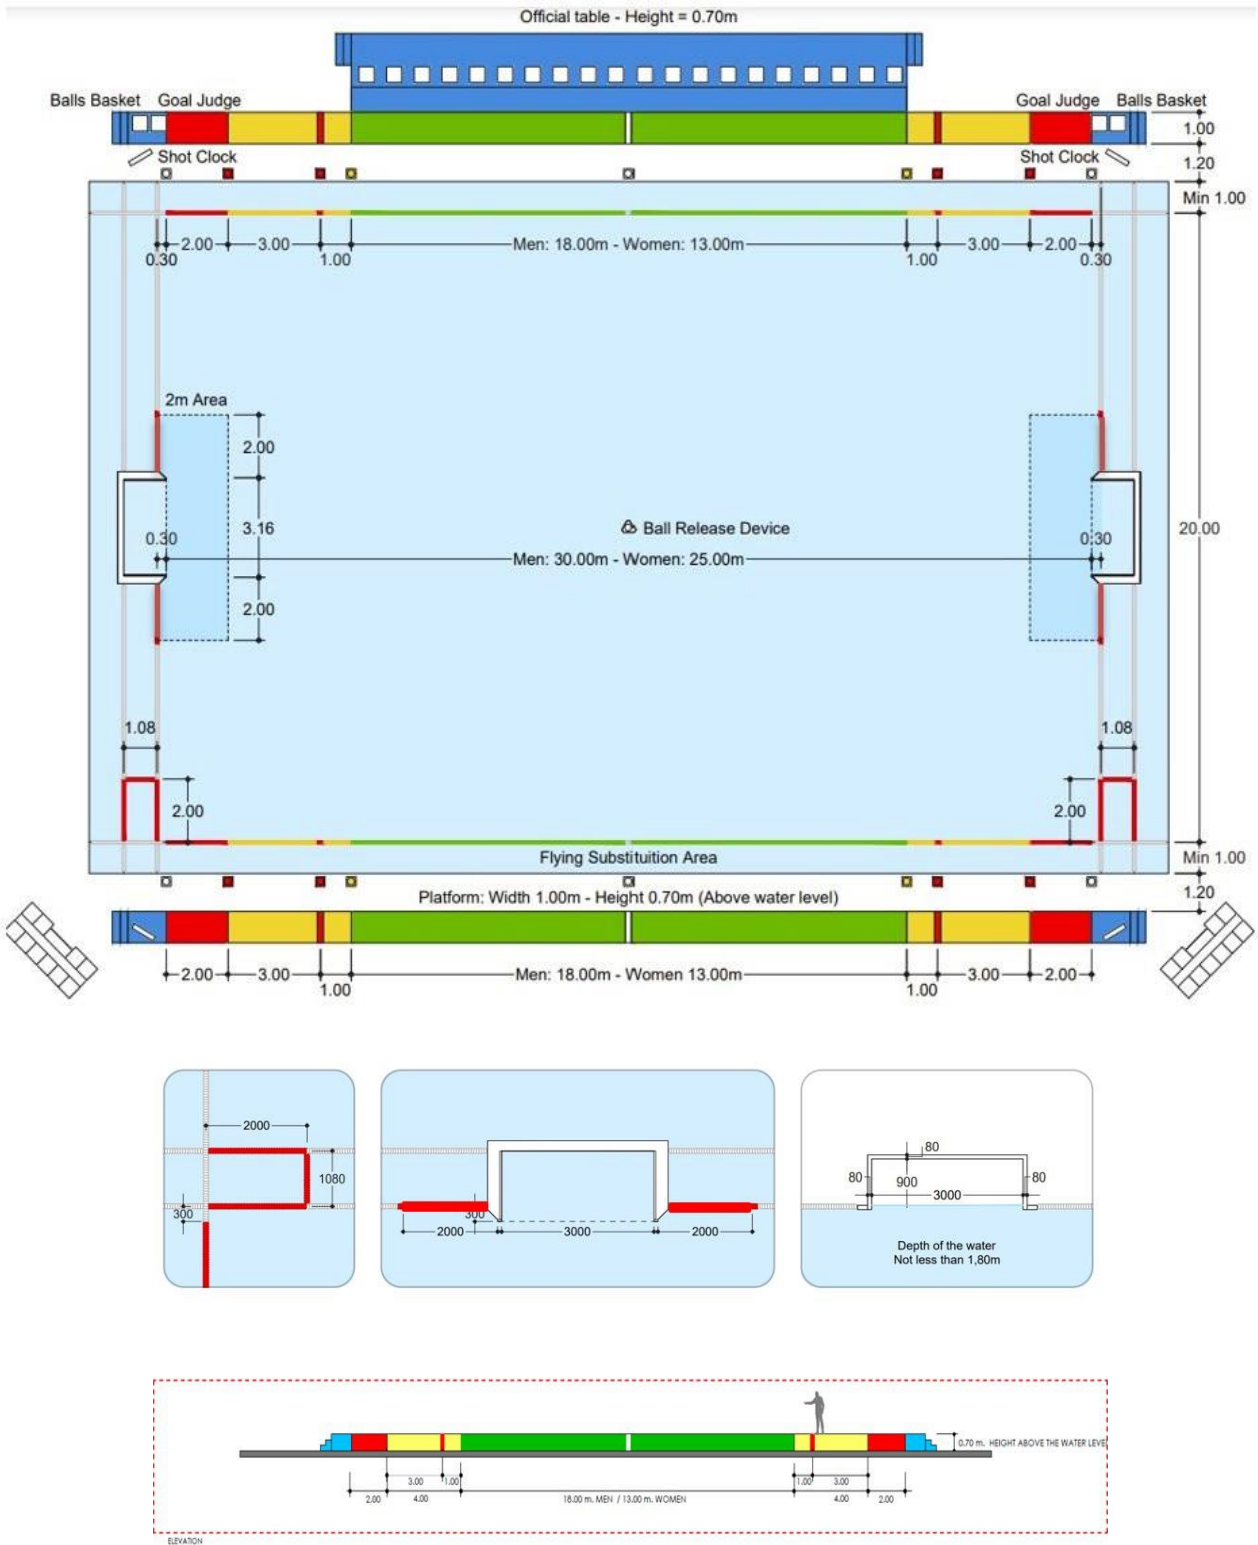 Official table - Height = 0.70m
Balls Basket Goal Judge Goal Judge Balls Basket
1.00
Shot Clock Shot Clock
1.20
Min 1.00
2.00 3.00 Men: 18.00m - Women: 13.00m 3.00 2.00
0.30 1.00 1.00 0.30
2m Area
2.00
3.16 Ball Release Device 20.00
0.30 0.30
Men: 30.00m - Women: 25.00m
2.00
1.08 1.08
2.00 2.00
Flying Substituition Area Min 1.00
1.20
Platform: Width 1.00m - Height 0.70m (Above water level)
2.00 3.00 Men: 18.00m - Women 13.00m 3.00 2.00
1.00 1.00
2000
1080
300
300
2000 3000 2000
80
80 900 80
3000
Depth of the water
Not less than 1,80m
0.70 m. HEIGHT ABOVE THE WATER LEVE
3.00 1.00 1.00 3.00
2.00 4.00 18.00 m. MEN / 13.00 m. WOMEN 4.00 2.00
ELEVATION